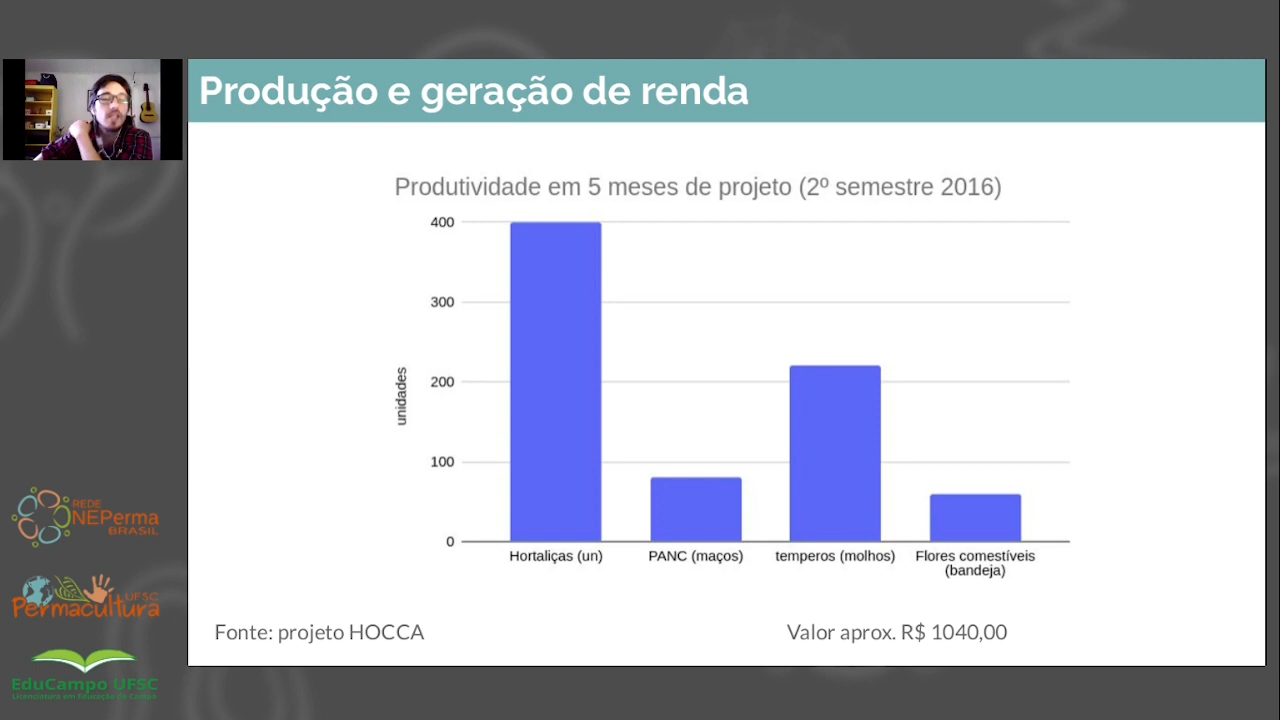 Produção e geração de renda
Produtividade em 5 meses de projeto (2º semestre 2016)
unidades
400
300
200
100
0
Hortaliças (un)
PANC (maços)
temperos (molhos)
Flores comestíveis
(bandeja)
Fonte: projeto HOCCA
Valor aprox. R$ 1040,00
REDE
NEPerma
BRASIL
UFSC
Permacultura
EduCampo UFSC
Licenciatura em Educação do Campo